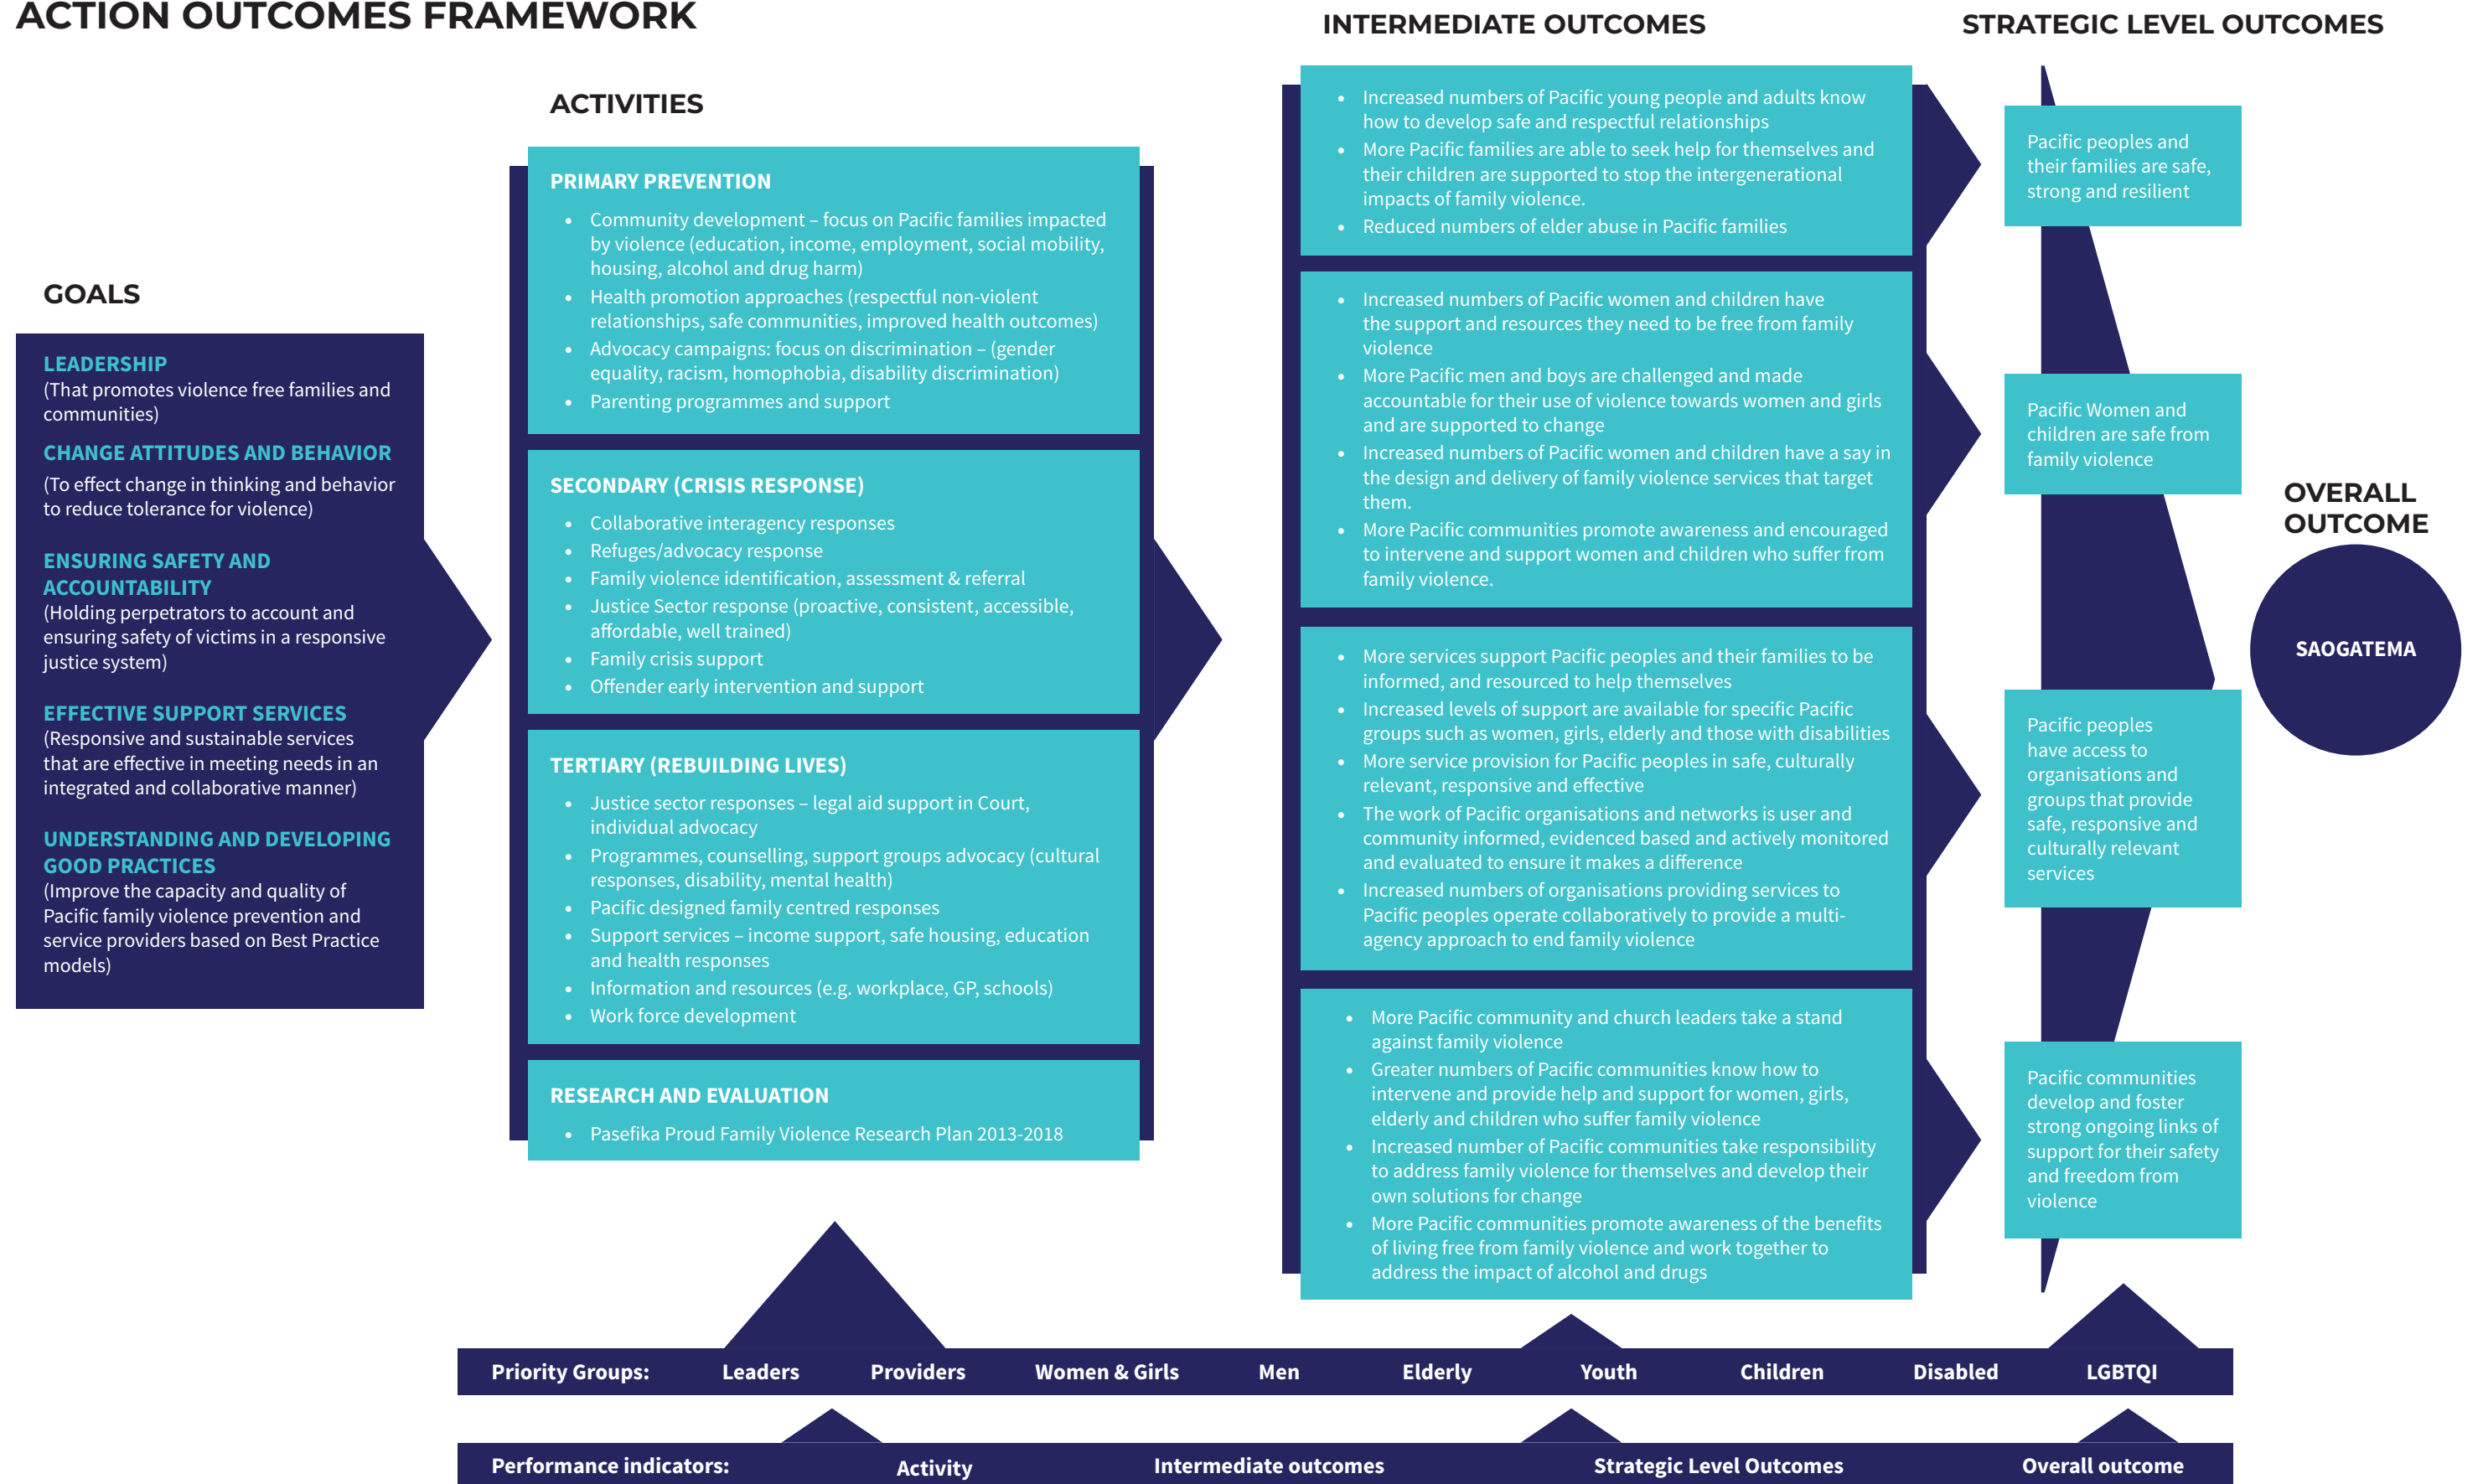 ACTION OUTCOMES FRAMEWORK
GOALS
LEADERSHIP
(That promotes violence free families and
communities)
CHANGE ATTITUDES AND BEHAVIOR
(To effect change in thinking and behavior
to reduce tolerance for violence)
ENSURING SAFETY AND
ACCOUNTABILITY
(Holding perpetrators to account and
ensuring safety of victims in a responsive
justice system)
EFFECTIVE SUPPORT SERVICES
(Responsive and sustainable services
that are effective in meeting needs in an
integrated and collaborative manner)
UNDERSTANDING AND DEVELOPING
GOOD PRACTICES
(Improve the capacity and quality of
Pacific family violence prevention and
service providers based on Best Practice
models)
ACTIVITIES
PRIMARY PREVENTION
• Community development – focus on Pacific families impacted
by violence (education, income, employment, social mobility,
housing, alcohol and drug harm)
• Health promotion approaches (respectful non-violent
relationships, safe communities, improved health outcomes)
• Advocacy campaigns: focus on discrimination – (gender
equality, racism, homophobia, disability discrimination)
• Parenting programmes and support
SECONDARY (CRISIS RESPONSE)
• Collaborative interagency responses
• Refuges/advocacy response
• Family violence identification, assessment & referral
• Justice Sector response (proactive, consistent, accessible,
affordable, well trained)
• Family crisis support
• Offender early intervention and support
TERTIARY (REBUILDING LIVES)
• Justice sector responses – legal aid support in Court,
individual advocacy
• Programmes, counselling, support groups advocacy (cultural
responses, disability, mental health)
• Pacific designed family centred responses
• Support services – income support, safe housing, education
and health responses
• Information and resources (e.g. workplace, GP, schools)
• Work force development
RESEARCH AND EVALUATION
• Pasefika Proud Family Violence Research Plan 2013-2018
INTERMEDIATE OUTCOMES
• Increased numbers of Pacific young people and adults know
how to develop safe and respectful relationships
• More Pacific families are able to seek help for themselves and
their children are supported to stop the intergenerational
impacts of family violence.
• Reduced numbers of elder abuse in Pacific families
• Increased numbers of Pacific women and children have
the support and resources they need to be free from family
violence
• More Pacific men and boys are challenged and made
accountable for their use of violence towards women and girls
and are supported to change
• Increased numbers of Pacific women and children have a say in
the design and delivery of family violence services that target
them.
• More Pacific communities promote awareness and encouraged
to intervene and support women and children who suffer from
family violence.
• More services support Pacific peoples and their families to be
informed, and resourced to help themselves
• Increased levels of support are available for specific Pacific
groups such as women, girls, elderly and those with disabilities
• More service provision for Pacific peoples in safe, culturally
relevant, responsive and effective
• The work of Pacific organisations and networks is user and
community informed, evidenced based and actively monitored
and evaluated to ensure it makes a difference
• Increased numbers of organisations providing services to
Pacific peoples operate collaboratively to provide a multi-
agency approach to end family violence
• More Pacific community and church leaders take a stand
against family violence
• Greater numbers of Pacific communities know how to
intervene and provide help and support for women, girls,
elderly and children who suffer family violence
• Increased number of Pacific communities take responsibility
to address family violence for themselves and develop their
own solutions for change
• More Pacific communities promote awareness of the benefits
of living free from family violence and work together to
address the impact of alcohol and drugs
STRATEGIC LEVEL OUTCOMES
Pacific peoples and
their families are safe,
strong and resilient
Pacific Women and
children are safe from
family violence
Pacific peoples
have access to
organisations and
groups that provide
safe, responsive and
culturally relevant
services
Pacific communities
develop and foster
strong ongoing links of
support for their safety
and freedom from
violence
OVERALL
OUTCOME
SAOGATEMA
Priority Groups: Leaders Providers Women & Girls Men Elderly Youth Children Disabled LGBTQI
Performance indicators: Activity Intermediate outcomes Strategic Level Outcomes Overall outcome